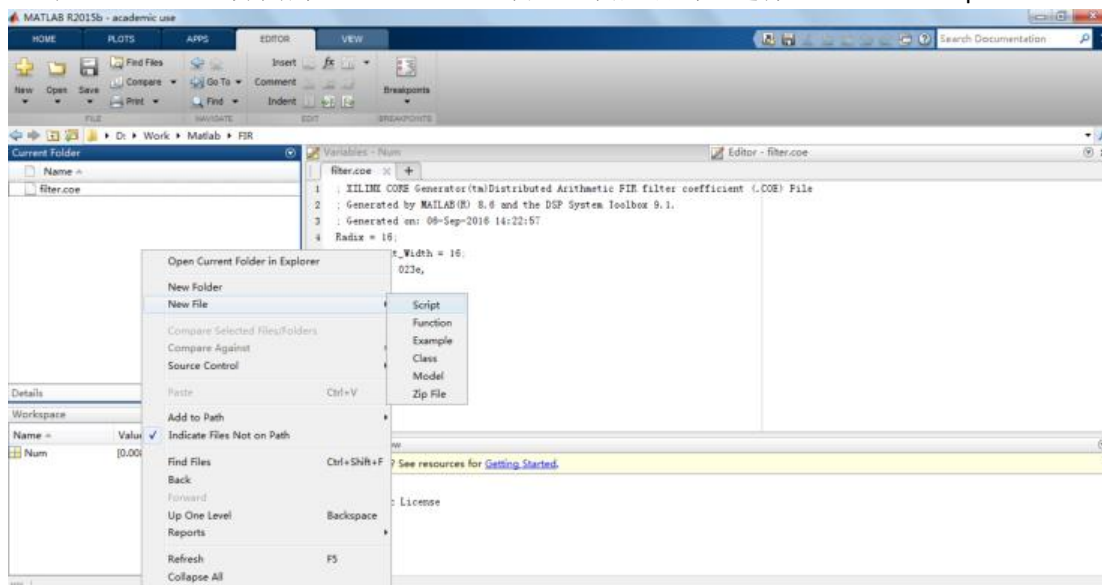 MATLAB R2015b - academic use
HOME PLOTS APPS EDITOR VIEW
Search Documentation
New Open Save
Find Files
Compare
Print
Go To
Find
Insert
Comment
Indent
fx
Breakpoints
FILE NAVIGATE EDIT BREAKPOINTS
D: Work Matlab FIR
Current Folder
Name
filter.coe
Variables - Num
Editor - filter.coe
filter.coe
1 ; XILINX CORE Generator(tm)Distributed Arithmetic FIR filter coefficient (.COE) File
2 ; Generated by MATLAB(R) 8.6 and the DSP System Toolbox 9.1.
3 ; Generated on: 06-Sep-2016 14:22:57
4 Radix = 16;
t_Width = 16;
023e,
Open Current Folder in Explorer
New Folder
New File
Compare Selected Files/Folders
Compare Against
Source Control
Paste Ctrl+V
Add to Path
Indicate Files Not on Path
Find Files Ctrl+Shift+F
Back
Forward
Up One Level Backspace
Reports
Refresh F5
Collapse All
Script
Function
Example
Class
Model
Zip File
Details
Workspace
Name Valu
Num [0.00
? See resources for Getting Started.
License